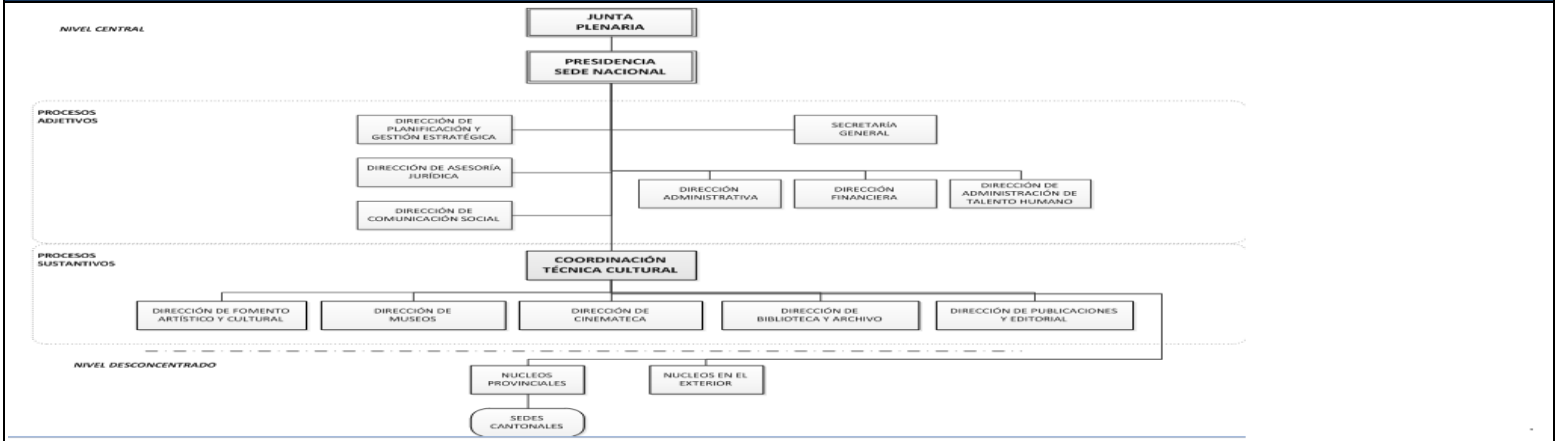 JUNTA
PLENARIA
NIVEL CENTRAL
PRESIDENCIA
SEDE NACIONAL
PROCESOS
ADJETIVOS
DIRECCIÓN DE
PLANIFICACIÓN Y
GESTIÓN ESTRATÉGICA
SECRETARÍA
GENERAL
DIRECCIÓN DE ASESORÍA
JURÍDICA
DIRECCIÓN
ADMINISTRATIVA
DIRECCIÓN
FINANCIERA
DIRECCIÓN DE
ADMINISTRACIÓN DE
TALENTO HUMANO
DIRECCIÓN DE
COMUNICACIÓN SOCIAL
PROCESOS
SUSTANTIVOS
COORDINACIÓN
TÉCNICA CULTURAL
DIRECCIÓN DE FOMENTO
ARTÍSTICO Y CULTURAL
DIRECCIÓN DE
MUSEOS
DIRECCIÓN DE
CINEMATECA
DIRECCIÓN DE
BIBLIOTECA Y ARCHIVO
DIRECCIÓN DE PUBLICACIONES
Y EDITORIAL
NIVEL DESCONCENTRADO
NUCLEOS
PROVINCIALES
NUCLEOS EN EL
EXTERIOR
SEDES
CANTONALES